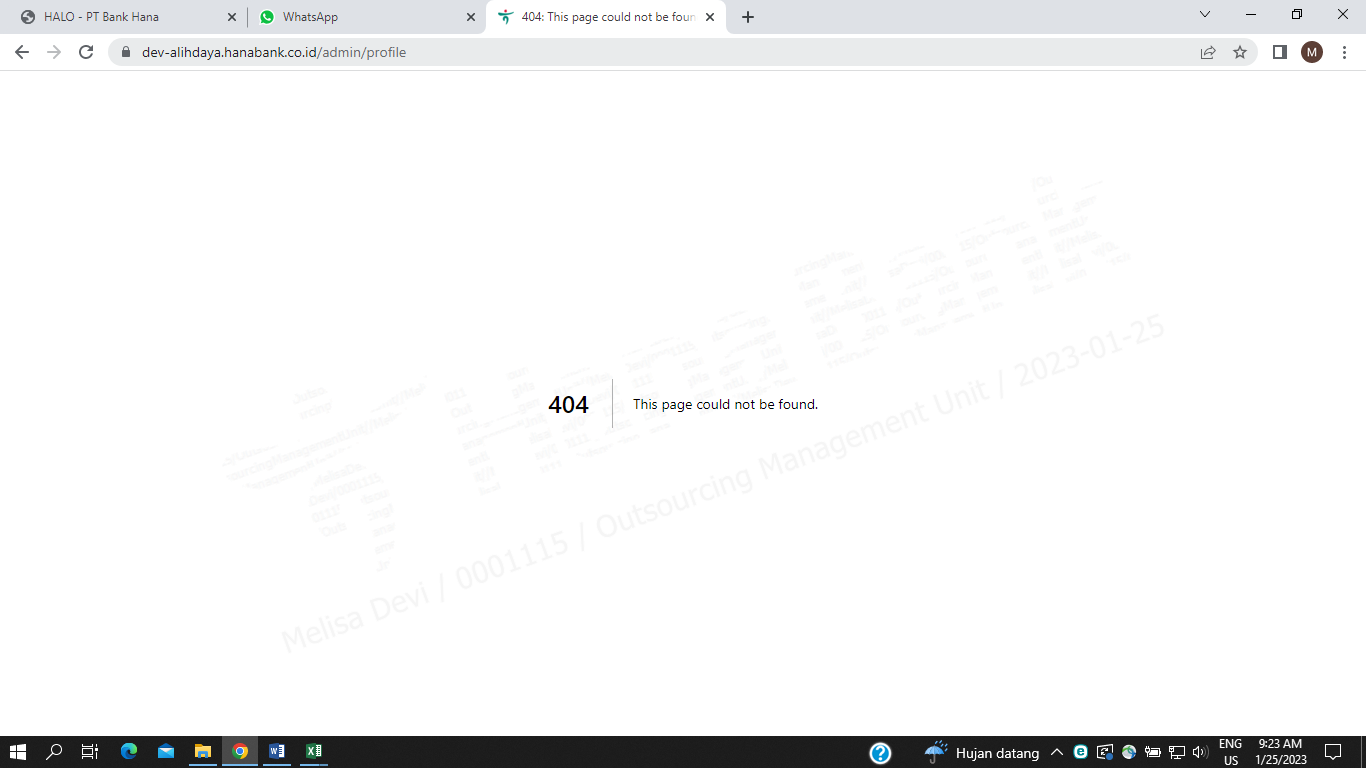 HALO - PT Bank Hana
WhatsApp
404: This page could not be foun
dev-alihdaya.hanabank.co.id/admin/profile
M
Hana Bank
404
This page could not be found.
Melisa Devi / 0001115 / Outsourcing Management Unit / 2023-01-25
Hujan datang
ENG
US
9:23 AM
1/25/2023